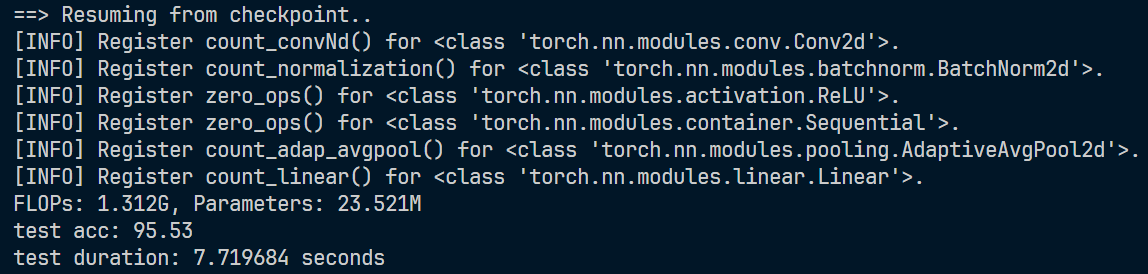 ==> Resuming from checkpoint..
[INFO] Register count_convNd() for <class 'torch.nn.modules.conv.Conv2d'>.
[INFO] Register count_normalization() for <class 'torch.nn.modules.batchnorm.BatchNorm2d'>.
[INFO] Register zero_ops() for <class 'torch.nn.modules.activation.ReLU'>.
[INFO] Register zero_ops() for <class 'torch.nn.modules.container.Sequential'>.
[INFO] Register count_adap_avgpool() for <class 'torch.nn.modules.pooling.AdaptiveAvgPool2d'>.
[INFO] Register count_linear() for <class 'torch.nn.modules.linear.Linear'>.
FLOPs: 1.312G, Parameters: 23.521M
test acc: 95.53
test duration: 7.719684 seconds